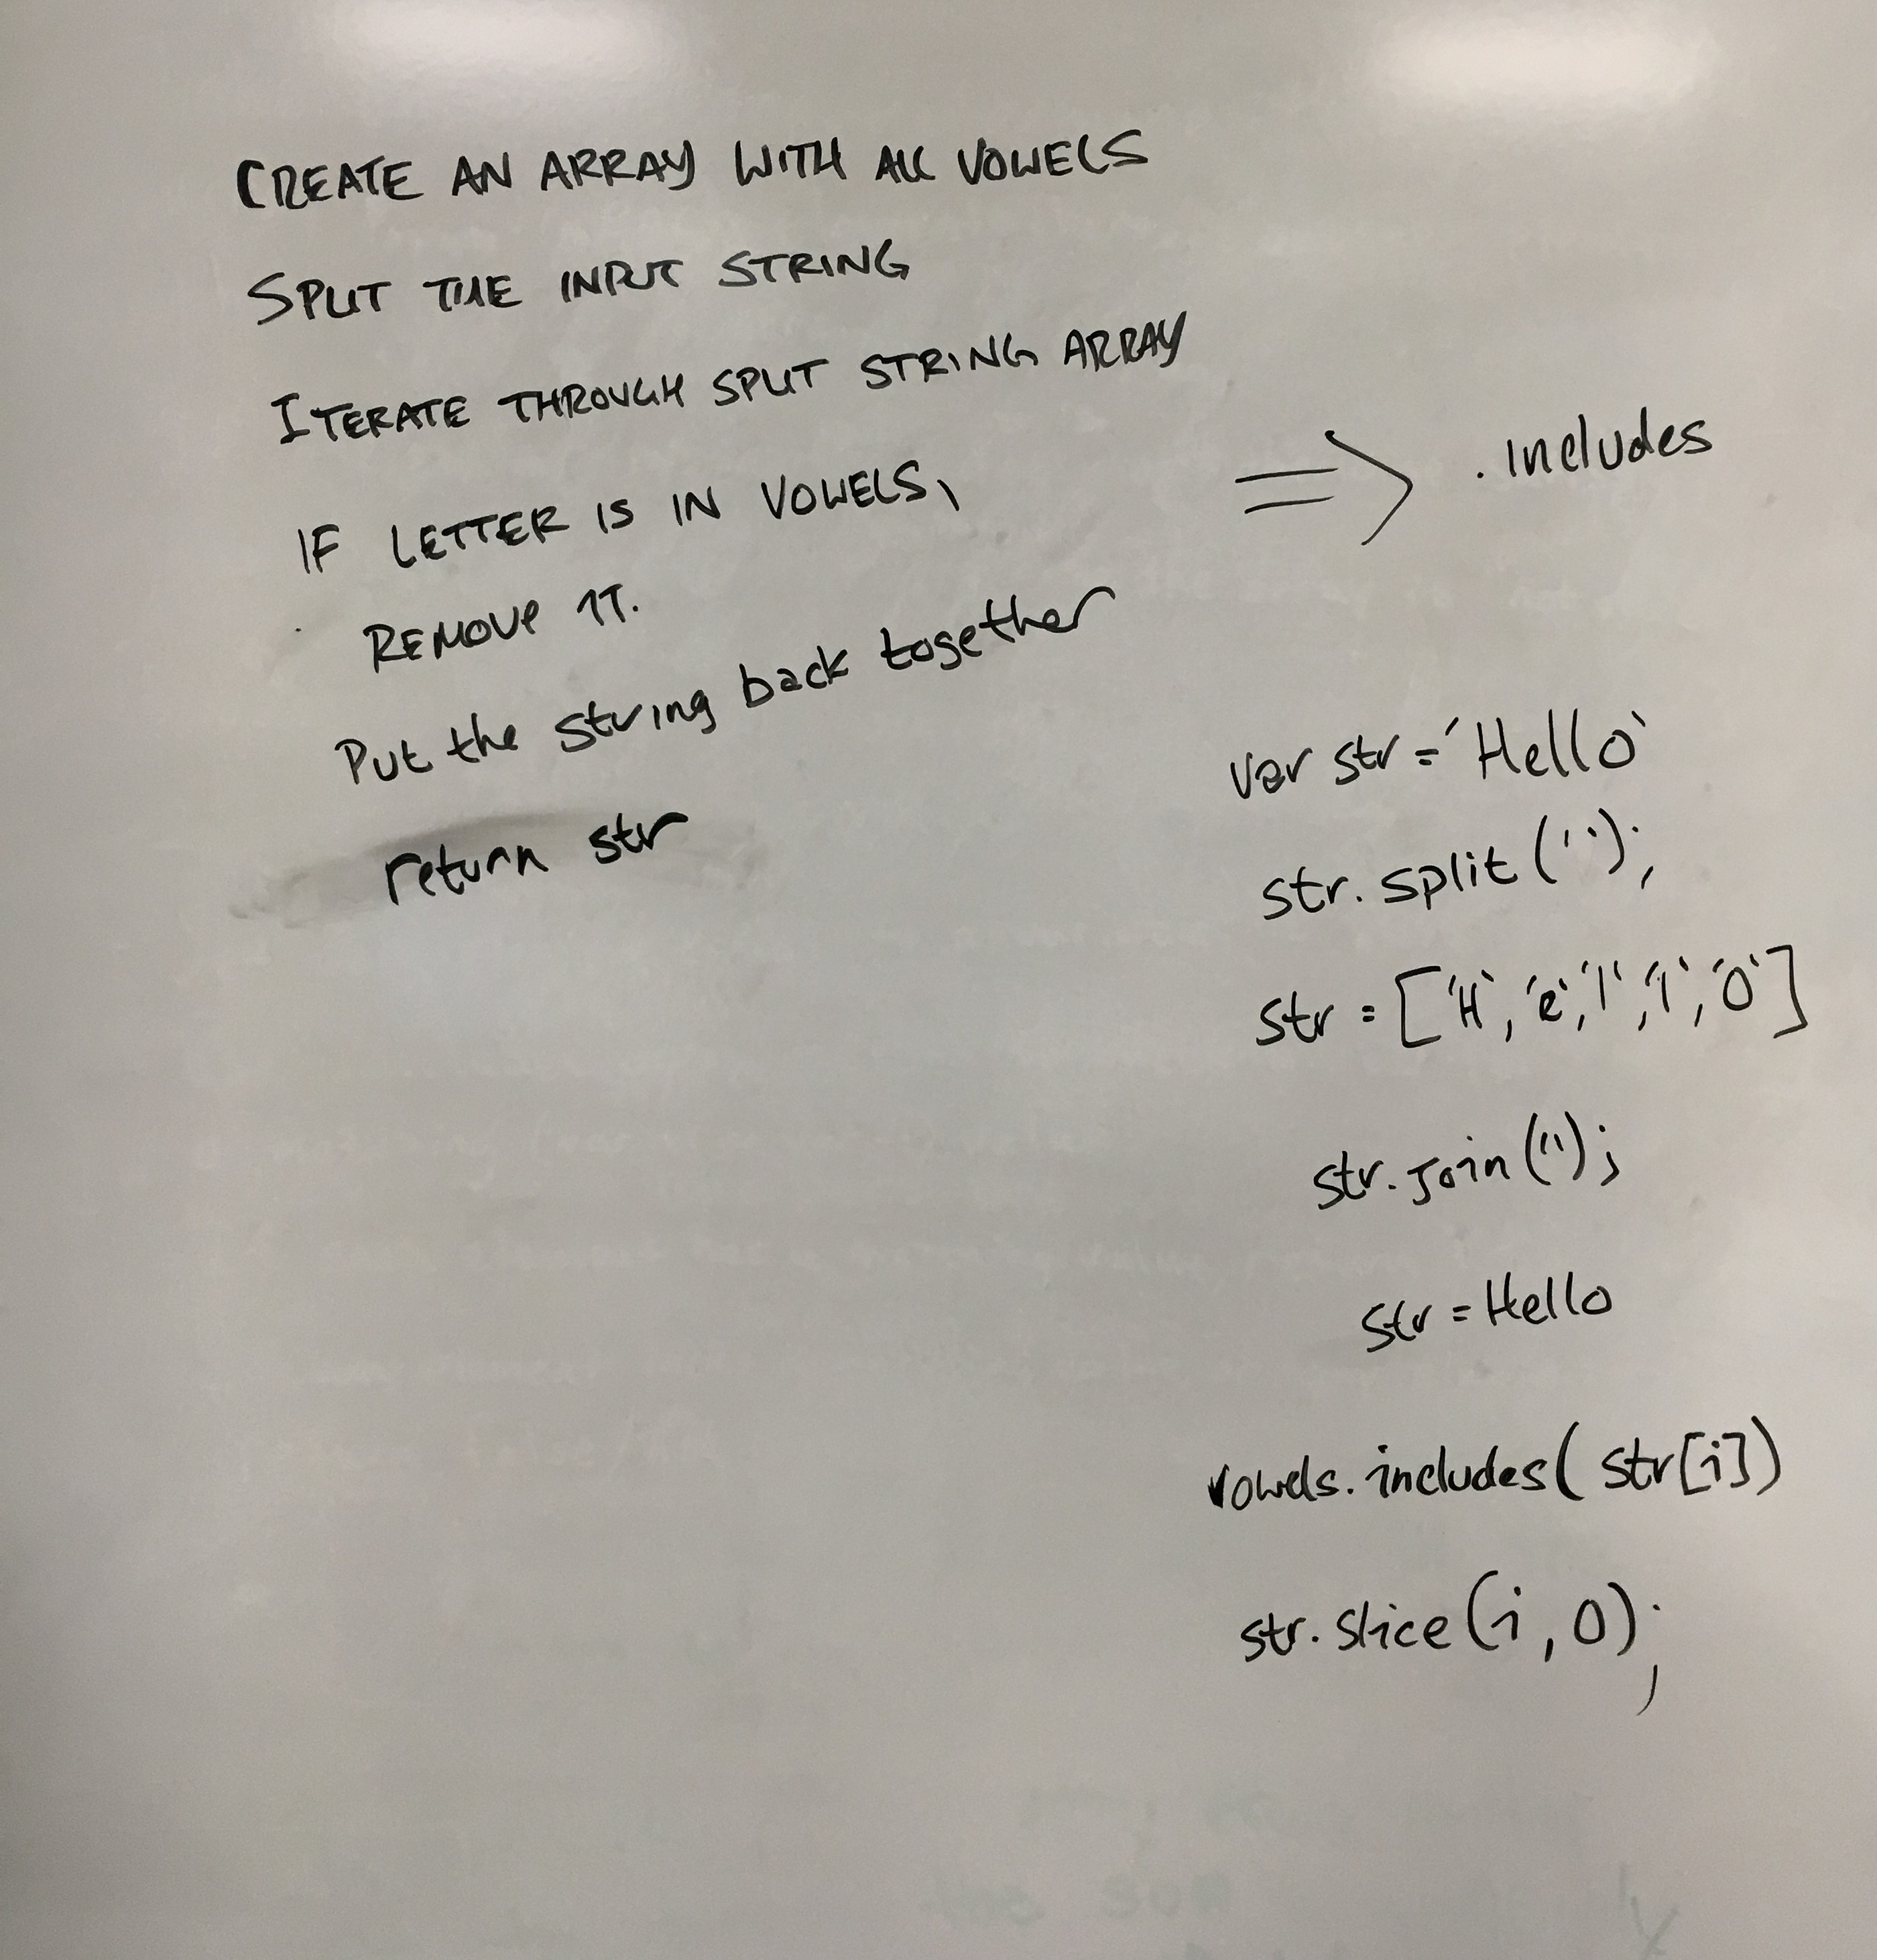 CREATE AN ARRAY WITH ALL VOWELS
SPLIT THE INPUT STRING
ITERATE THROUGH SPLIT STRING ARRAY
IF LETTER IS IN VOWELS,
REMOVE IT.
Put the string back together
return str
=> .includes
var str = 'Hello'
str.split('');
str = ['H', 'e', 'l', 'l', 'o']
str.join('');
str = Hello
vowels.includes(str[i])
str.slice(i, 0);